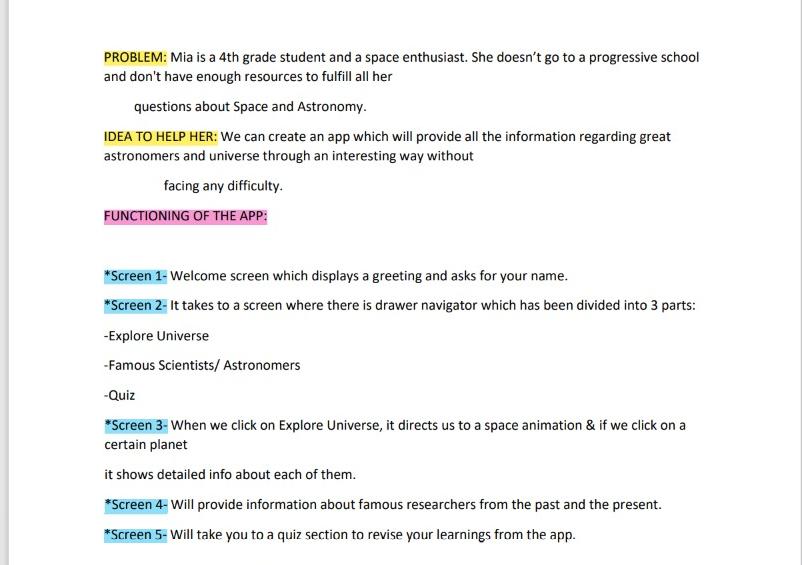 PROBLEM: Mia is a 4th grade student and a space enthusiast. She doesn't go to a progressive school
and don't have enough resources to fulfill all her
questions about Space and Astronomy.
IDEA TO HELP HER: We can create an app which will provide all the information regarding great
astronomers and universe through an interesting way without
facing any difficulty.
FUNCTIONING OF THE APP:
*Screen 1- Welcome screen which displays a greeting and asks for your name.
*Screen 2- It takes to a screen where there is drawer navigator which has been divided into 3 parts:
-Explore Universe
-Famous Scientists/ Astronomers
-Quiz
*Screen 3- When we click on Explore Universe, it directs us to a space animation & if we click on a
certain planet
it shows detailed info about each of them.
*Screen 4- Will provide information about famous researchers from the past and the present.
*Screen 5- Will take you to a quiz section to revise your learnings from the app.